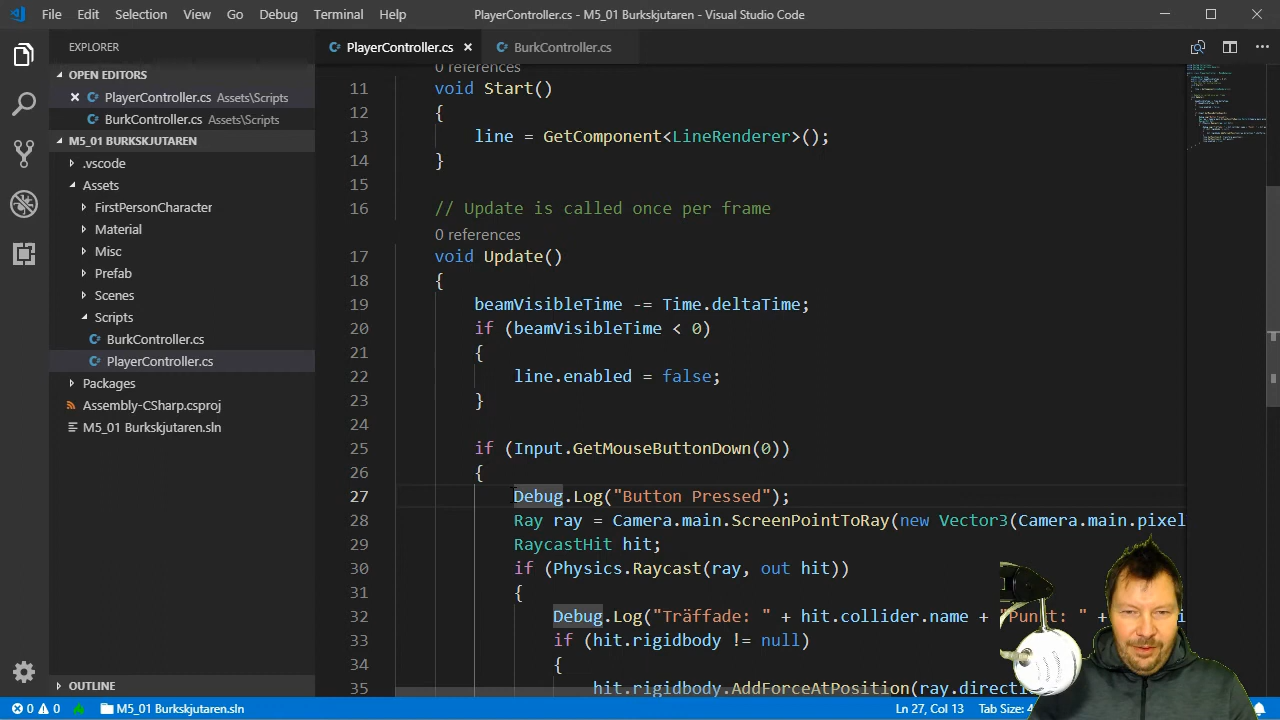 File Edit Selection View Go Debug Terminal Help PlayerController.cs - M5_01 Burkskjutaren - Visual Studio Code
EXPLORER
OPEN EDITORS
PlayerController.cs Assets\Scripts
BurkController.cs Assets\Scripts
M5_01 BURKSKJUTAREN
.vscode
Assets
FirstPersonCharacter
Material
Misc
Prefab
Scenes
Scripts
BurkController.cs
PlayerController.cs
Packages
Assembly-CSharp.csproj
M5_01 Burkskjutaren.sln
OUTLINE
PlayerController.cs BurkController.cs
0 references
11 void Start()
12 {
13 line = GetComponent<LineRenderer>();
14 }
15
16 // Update is called once per frame
0 references
17 void Update()
18 {
19 beamVisibleTime -= Time.deltaTime;
20 if (beamVisibleTime < 0)
21 {
22 line.enabled = false;
23 }
24
25 if (Input.GetMouseButtonDown(0))
26 {
27 Debug.Log("Button Pressed");
28 Ray ray = Camera.main.ScreenPointToRay(new Vector3(Camera.main.pixel
29 RaycastHit hit;
30 if (Physics.Raycast(ray, out hit))
31 {
32 Debug.Log("Träffade: " + hit.collider.name + "Punkt: " +
33 if (hit.rigidbody != null)
34 {
35 hit.rigidbody.AddForceAtPosition(ray.directi
0 0 M5_01 Burkskjutaren.sln Ln 27, Col 13 Tab Size: 4